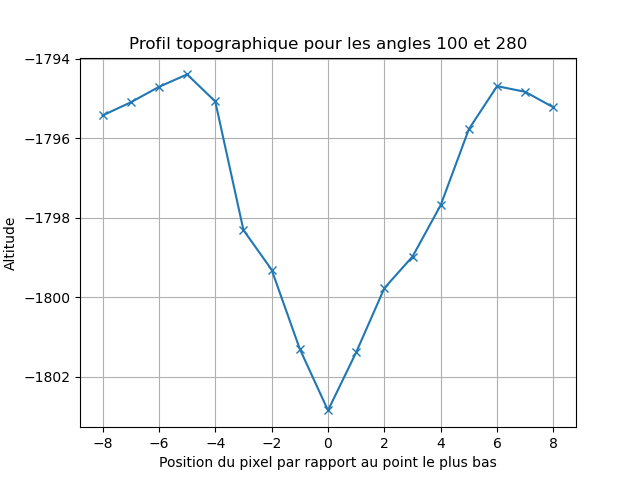 Profil topographique pour les angles 100 et 280
−1794
−1796
−1798
−1800
−1802
Altitude
−8 −6 −4 −2 0 2 4 6 8
Position du pixel par rapport au point le plus bas